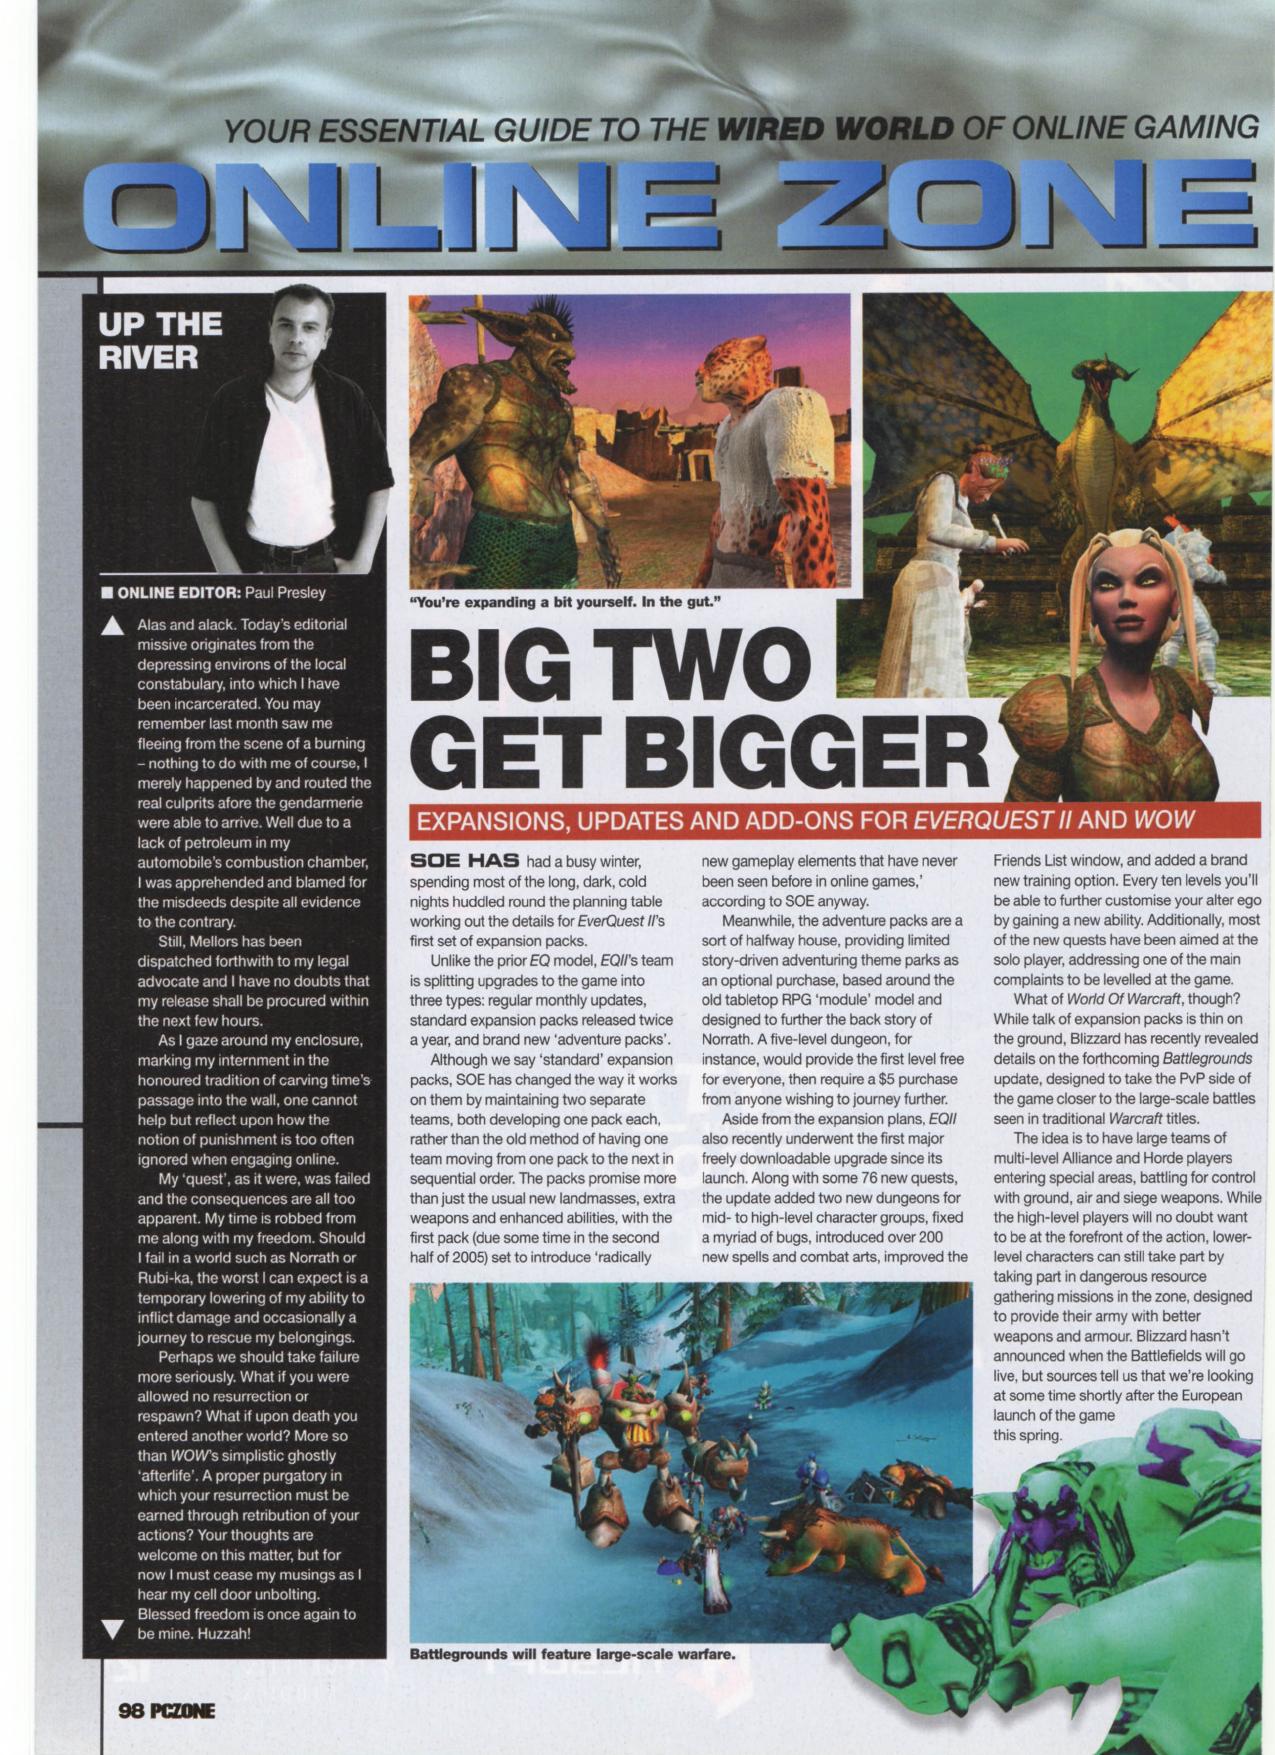 YOUR ESSENTIAL GUIDE TO THE WIRED WORLD OF ONLINE GAMING
ONLINE ZONE
UP THE
RIVER
■ ONLINE EDITOR: Paul Presley
Alas and alack. Today's editorial
missive originates from the
depressing environs of the local
constabulary, into which I have
been incarcerated. You may
remember last month saw me
fleeing from the scene of a burning
– nothing to do with me of course, I
merely happened by and routed the
real culprits afore the gendarmerie
were able to arrive. Well due to a
lack of petroleum in my
automobile's combustion chamber,
I was apprehended and blamed for
the misdeeds despite all evidence
to the contrary.
Still, Mellors has been
dispatched forthwith to my legal
advocate and I have no doubts that
my release shall be procured within
the next few hours.
As I gaze around my enclosure,
marking my internment in the
honoured tradition of carving time's
passage into the wall, one cannot
help but reflect upon how the
notion of punishment is too often
ignored when engaging online.
My 'quest', as it were, was failed
and the consequences are all too
apparent. My time is robbed from
me along with my freedom. Should
I fail in a world such as Norrath or
Rubi-ka, the worst I can expect is a
temporary lowering of my ability to
inflict damage and occasionally a
journey to rescue my belongings.
Perhaps we should take failure
more seriously. What if you were
allowed no resurrection or
respawn? What if upon death you
entered another world? More so
than WOW's simplistic ghostly
'afterlife'. A proper purgatory in
which your resurrection must be
earned through retribution of your
actions? Your thoughts are
welcome on this matter, but for
now I must cease my musings as I
hear my cell door unbolting.
Blessed freedom is once again to
be mine. Huzzah!
"You're expanding a bit yourself. In the gut."
BIG TWO
GET BIGGER
EXPANSIONS, UPDATES AND ADD-ONS FOR EVERQUEST II AND WOW
SOE HAS had a busy winter,
spending most of the long, dark, cold
nights huddled round the planning table
working out the details for EverQuest II's
first set of expansion packs.
Unlike the prior EQ model, EQII's team
is splitting upgrades to the game into
three types: regular monthly updates,
standard expansion packs released twice
a year, and brand new 'adventure packs'.
Although we say 'standard' expansion
packs, SOE has changed the way it works
on them by maintaining two separate
teams, both developing one pack each,
rather than the old method of having one
team moving from one pack to the next in
sequential order. The packs promise more
than just the usual new landmasses, extra
weapons and enhanced abilities, with the
first pack (due some time in the second
half of 2005) set to introduce 'radically
new gameplay elements that have never
been seen before in online games,'
according to SOE anyway.
Meanwhile, the adventure packs are a
sort of halfway house, providing limited
story-driven adventuring theme parks as
an optional purchase, based around the
old tabletop RPG 'module' model and
designed to further the back story of
Norrath. A five-level dungeon, for
instance, would provide the first level free
for everyone, then require a $5 purchase
from anyone wishing to journey further.
Aside from the expansion plans, EQII
also recently underwent the first major
freely downloadable upgrade since its
launch. Along with some 76 new quests,
the update added two new dungeons for
mid- to high-level character groups, fixed
a myriad of bugs, introduced over 200
new spells and combat arts, improved the
Friends List window, and added a brand
new training option. Every ten levels you'll
be able to further customise your alter ego
by gaining a new ability. Additionally, most
of the new quests have been aimed at the
solo player, addressing one of the main
complaints to be levelled at the game.
What of World Of Warcraft, though?
While talk of expansion packs is thin on
the ground, Blizzard has recently revealed
details on the forthcoming Battlegrounds
update, designed to take the PvP side of
the game closer to the large-scale battles
seen in traditional Warcraft titles.
The idea is to have large teams of
multi-level Alliance and Horde players
entering special areas, battling for control
with ground, air and siege weapons. While
the high-level players will no doubt want
to be at the forefront of the action, lower-
level characters can still take part by
taking part in dangerous resource
gathering missions in the zone, designed
to provide their army with better
weapons and armour. Blizzard hasn't
announced when the Battlefields will go
live, but sources tell us that we're looking
at some time shortly after the European
launch of the game
this spring.
Battlegrounds will feature large-scale warfare.
98 PCZONE